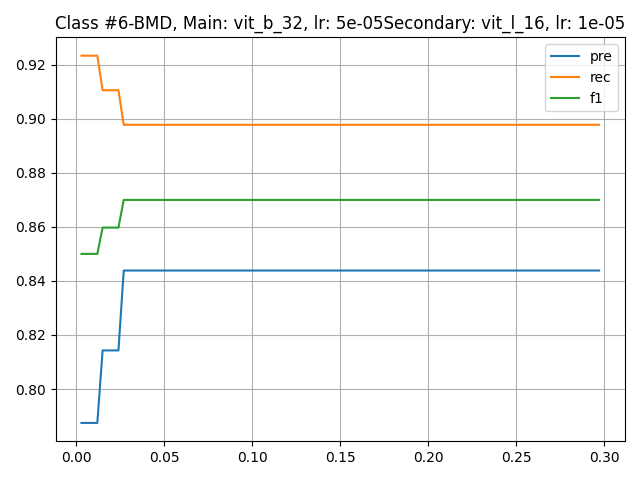 Class #6-BMD, Main: vit_b_32, lr: 5e-05Secondary: vit_l_16, lr: 1e-05
pre
rec
f1
0.92
0.90
0.88
0.86
0.84
0.82
0.80
0.00 0.05 0.10 0.15 0.20 0.25 0.30